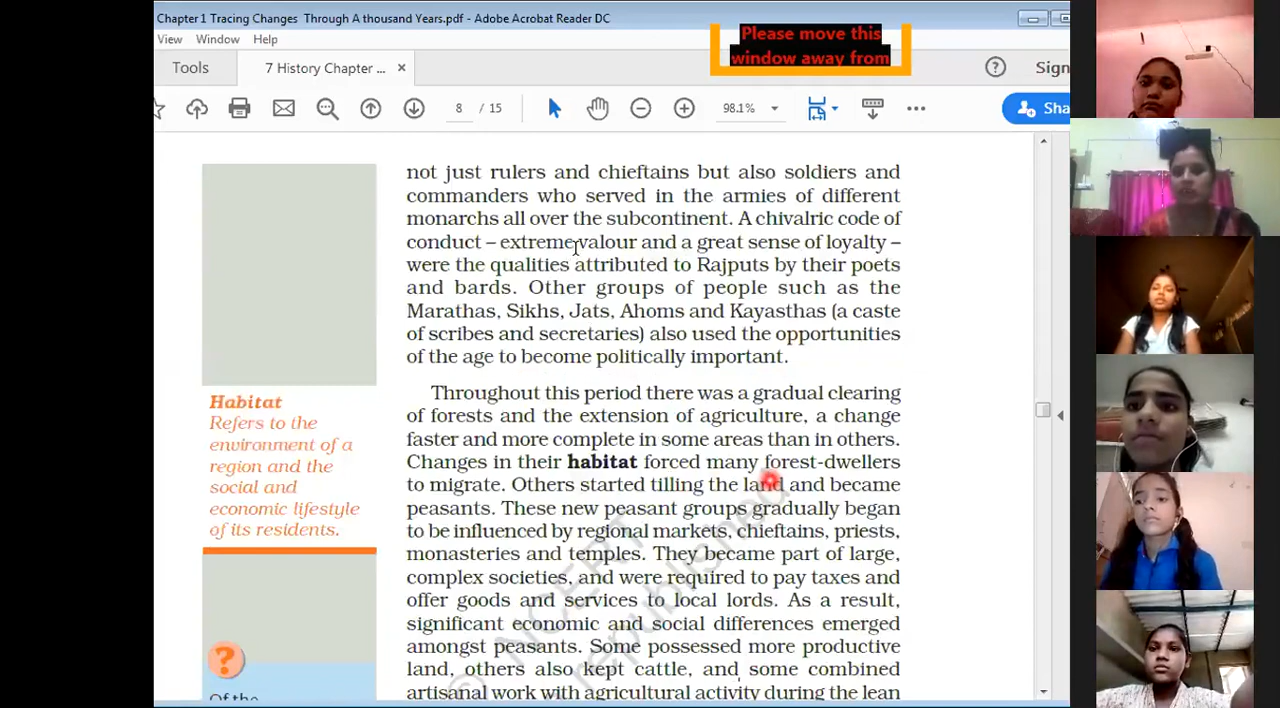 Chapter 1 Tracing Changes Through A thousand Years.pdf - Adobe Acrobat Reader DC
View Window Help
Please move this
window away from
Tools
7 History Chapter ... ×
Sign
8 / 15
98.1%
Sha
not just rulers and chieftains but also soldiers and
commanders who served in the armies of different
monarchs all over the subcontinent. A chivalric code of
conduct – extreme valour and a great sense of loyalty –
were the qualities attributed to Rajputs by their poets
and bards. Other groups of people such as the
Marathas, Sikhs, Jats, Ahoms and Kayasthas (a caste
of scribes and secretaries) also used the opportunities
of the age to become politically important.
Throughout this period there was a gradual clearing
of forests and the extension of agriculture, a change
faster and more complete in some areas than in others.
Changes in their habitat forced many forest-dwellers
to migrate. Others started tilling the land and became
peasants. These new peasant groups gradually began
to be influenced by regional markets, chieftains, priests,
monasteries and temples. They became part of large,
complex societies, and were required to pay taxes and
offer goods and services to local lords. As a result,
significant economic and social differences emerged
amongst peasants. Some possessed more productive
land, others also kept cattle, and some combined
artisanal work with agricultural activity during the lean
Habitat
Refers to the
environment of a
region and the
social and
economic lifestyle
of its residents.
?
Of the
© NCERT
republished